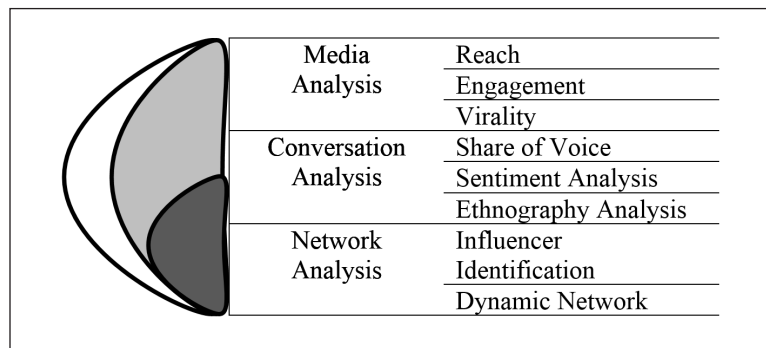 Media
Analysis
Reach
Engagement
Virality
Conversation
Analysis
Share of Voice
Sentiment Analysis
Ethnography Analysis
Network
Analysis
Influencer
Identification
Dynamic Network